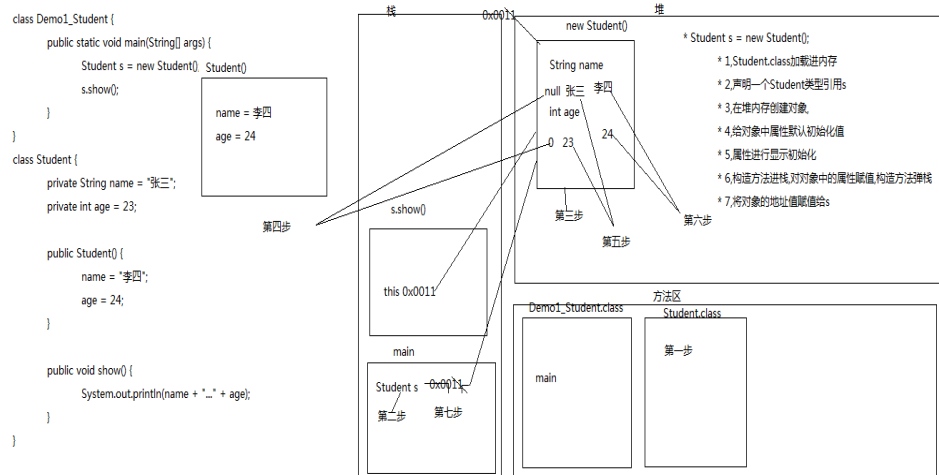 class Demo1_Student {
public static void main(String[] args) {
Student s = new Student()
s.show();
}
}
class Student {
private String name = "张三";
private int age = 23;
public Student() {
name = "李四";
age = 24;
}
public void show() {
System.out.println(name + "..." + age);
}
}
Student()
name = 李四
age = 24
第四步
栈
s.show()
this 0x0011
main
Student s 0x0011
第二步 第七步
0x0011
堆
new Student()
String name
null 张三 李四
int age
0 23 24
第三步
第五步
第六步
* Student s = new Student();
* 1,Student.class加载进内存
* 2,声明一个Student类型引用s
* 3,在堆内存创建对象,
* 4,给对象中属性默认初始化值
* 5,属性进行显示初始化
* 6,构造方法进栈,对对象中的属性赋值,构造方法弹栈
* 7,将对象的地址值赋值给s
方法区
Demo1_Student.class
main
Student.class
第一步